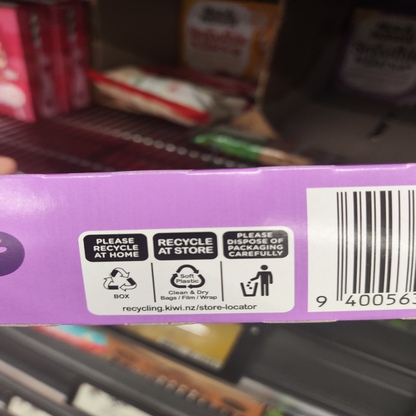 PLEASE
RECYCLE
AT HOME
BOX
RECYCLE
AT STORE
Soft
Plastic
Clean & Dry
Bags / Film / Wrap
PLEASE
DISPOSE OF
PACKAGING
CAREFULLY
recycling.kiwi.nz/store-locator
9 400563